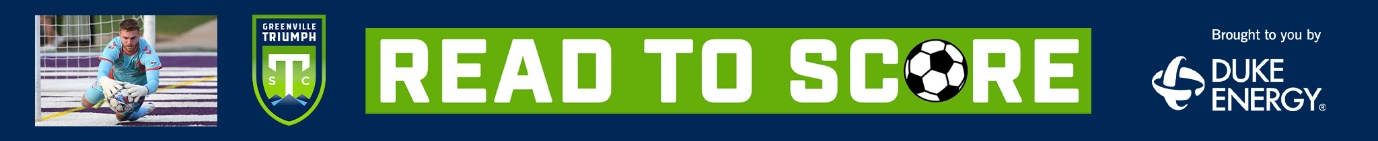 GREENVILLE
TRIUMPH
S C
READ TO SCORE
Brought to you by
DUKE
ENERGY®